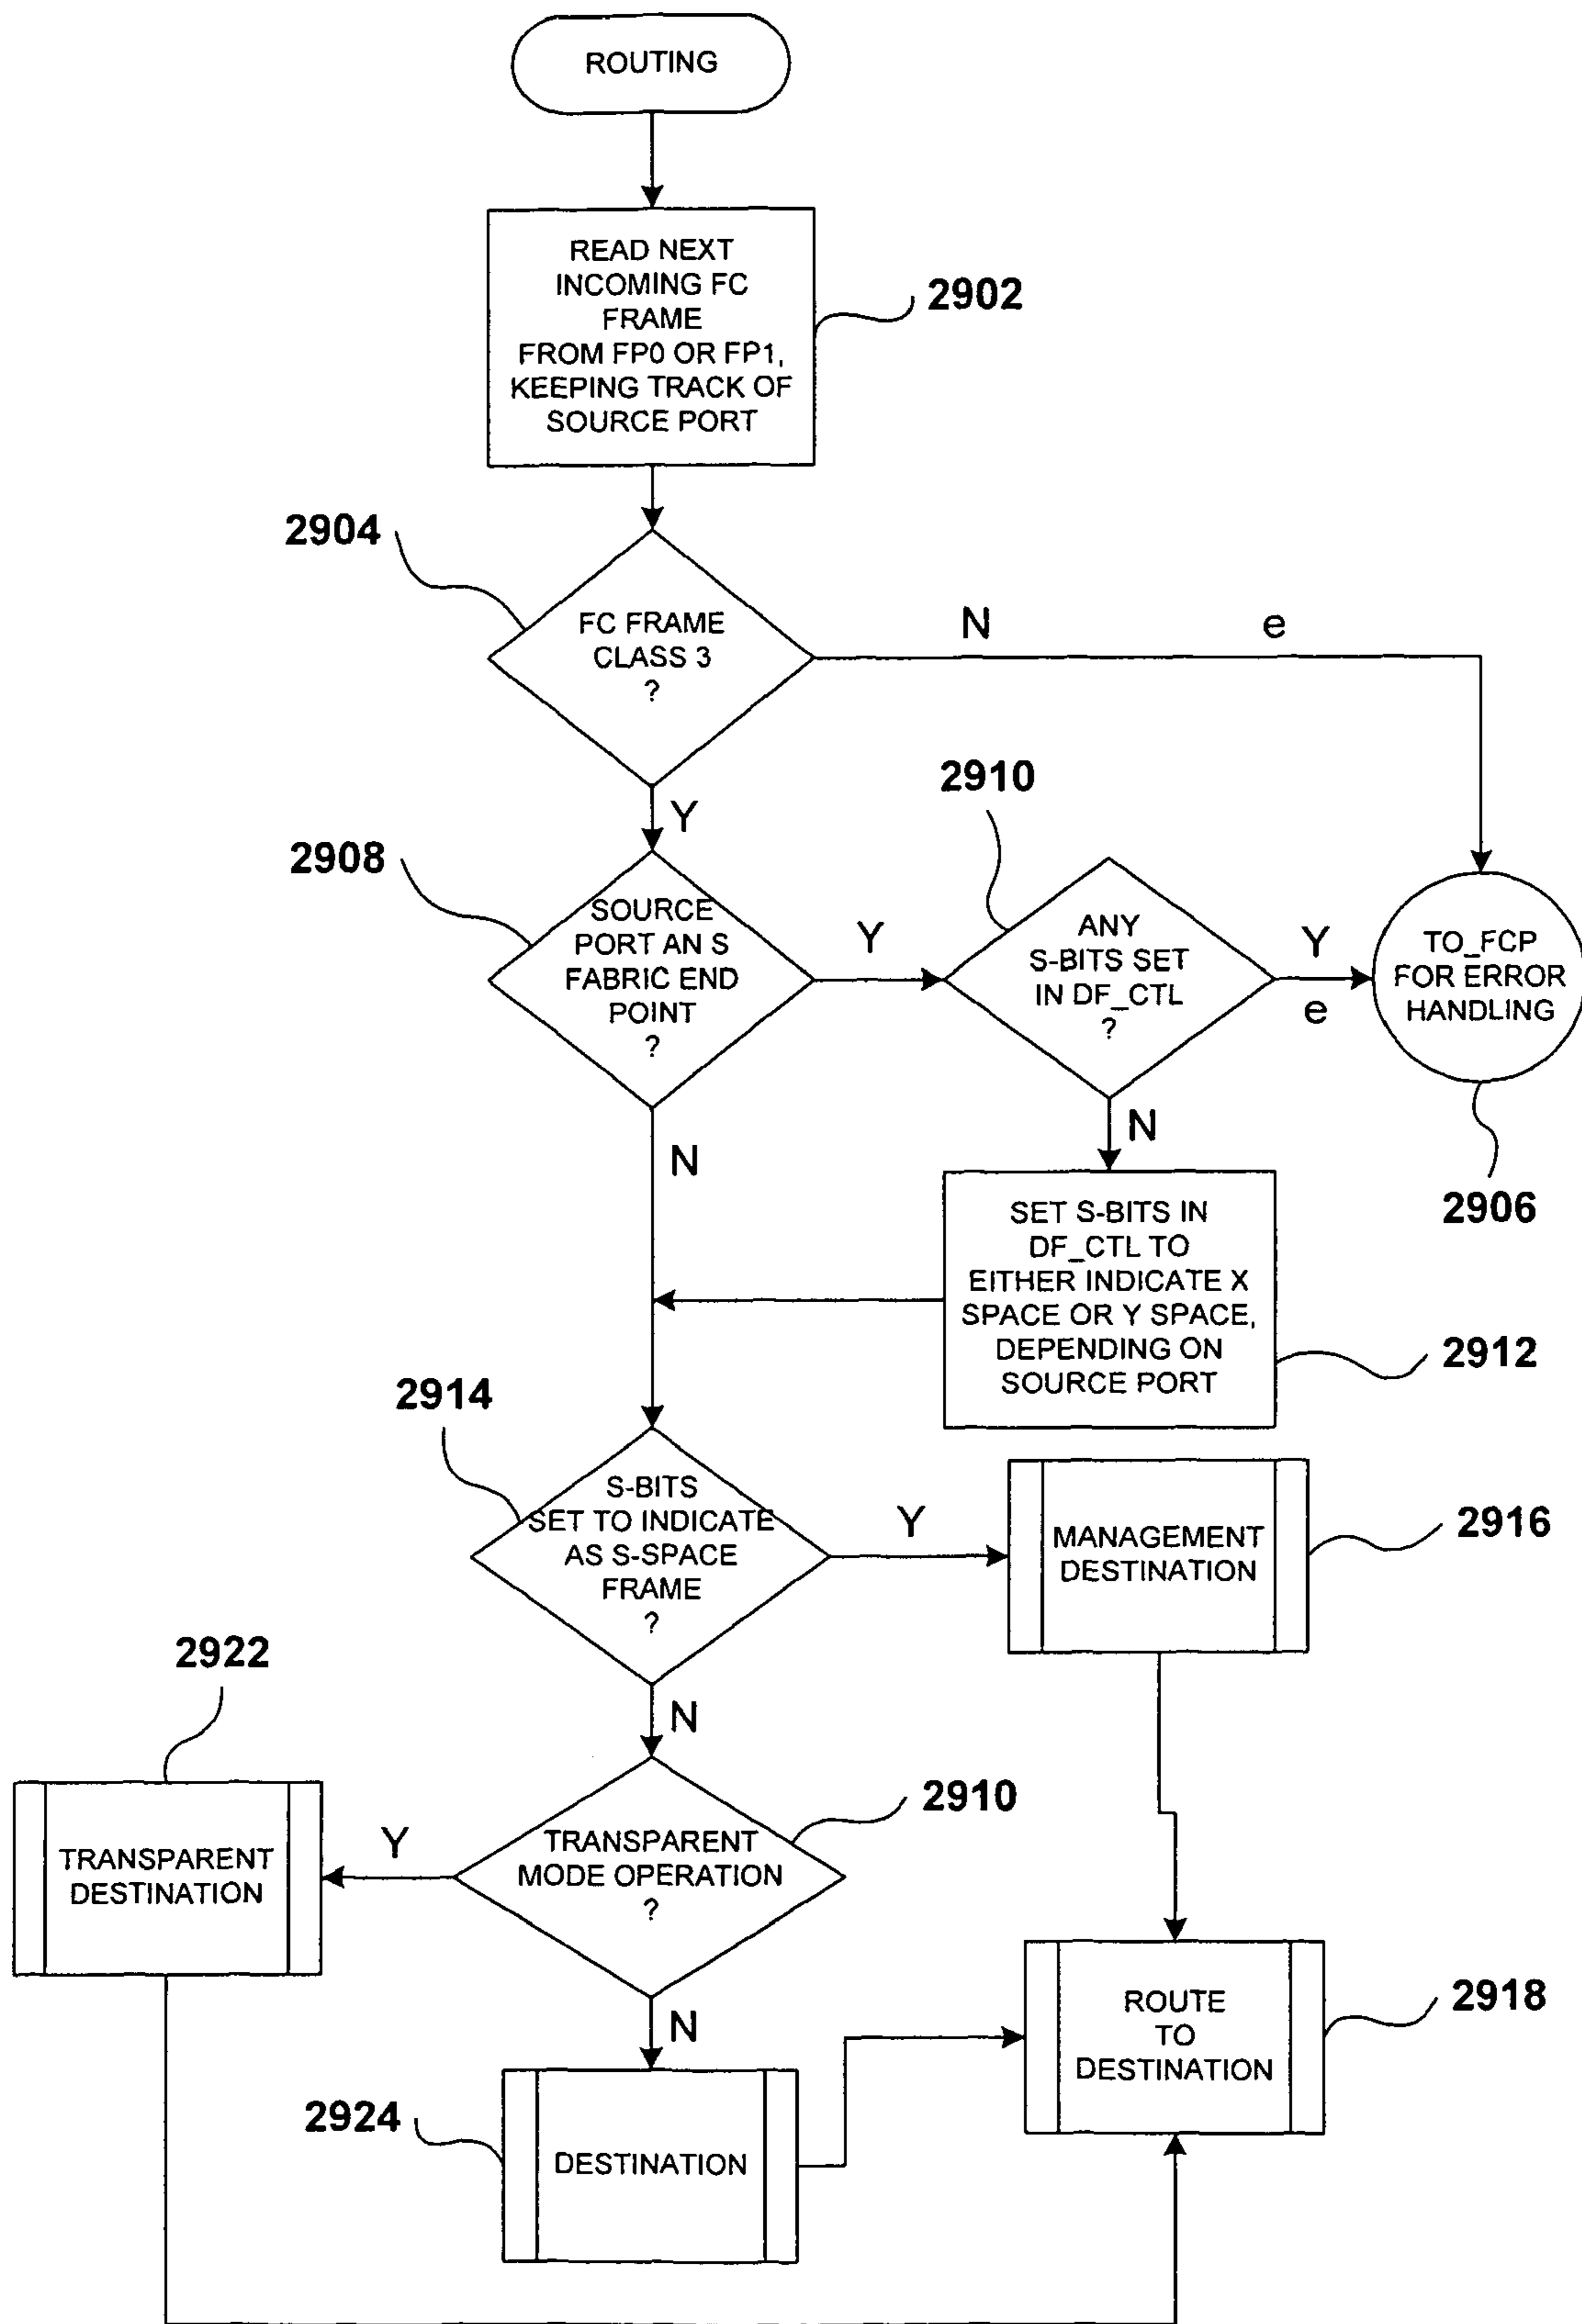 ROUTING
READ NEXT
INCOMING FC
FRAME
FROM FP0 OR FP1,
KEEPING TRACK OF
SOURCE PORT
2902
2904
FC FRAME
CLASS 3
?
N
e
Y
2908
SOURCE
PORT AN S
FABRIC END
POINT
?
Y
N
2910
ANY
S-BITS SET
IN DF_CTL
?
Y
e
N
TO_FCP
FOR ERROR
HANDLING
2906
SET S-BITS IN
DF_CTL TO
EITHER INDICATE X
SPACE OR Y SPACE,
DEPENDING ON
SOURCE PORT
2912
2914
S-BITS
SET TO INDICATE
AS S-SPACE
FRAME
?
Y
N
MANAGEMENT
DESTINATION
2916
2922
TRANSPARENT
DESTINATION
Y
TRANSPARENT
MODE OPERATION
?
2910
N
ROUTE
TO
DESTINATION
2918
2924
DESTINATION